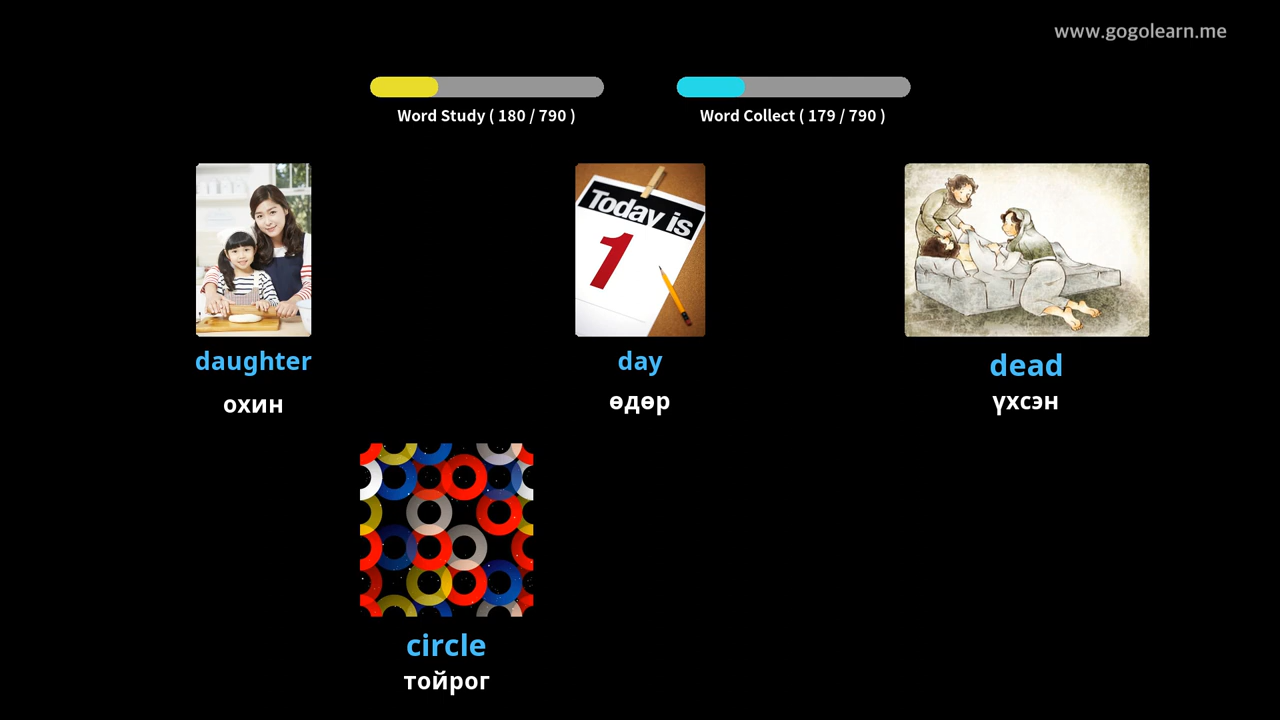 www.gogolearn.me
Word Study ( 180 / 790 )
Word Collect ( 179 / 790 )
Today is
1
daughter
day
dead
охин
өдөр
үхсэн
circle
тойрог